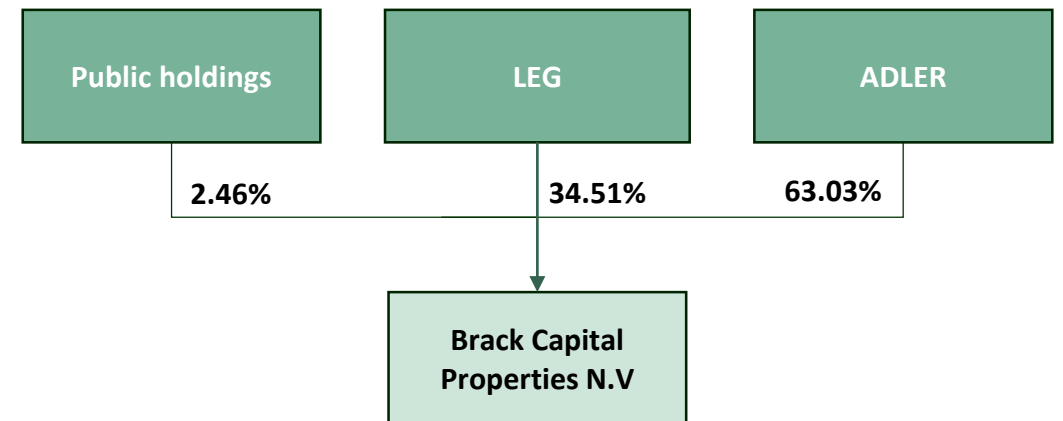 Public holdings
LEG
ADLER
2.46%
34.51%
63.03%
Brack Capital
Properties N.V